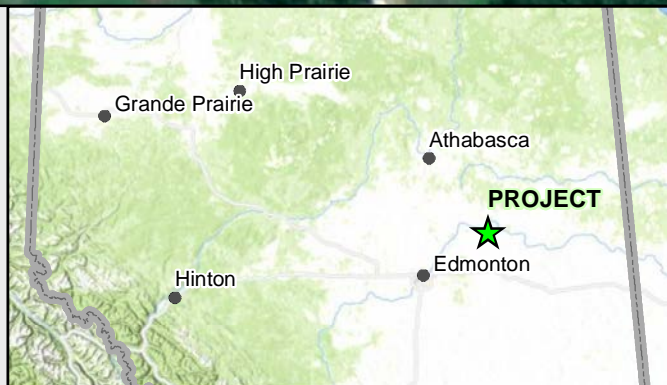 High Prairie
Grande Prairie
Athabasca
PROJECT
Edmonton
Hinton